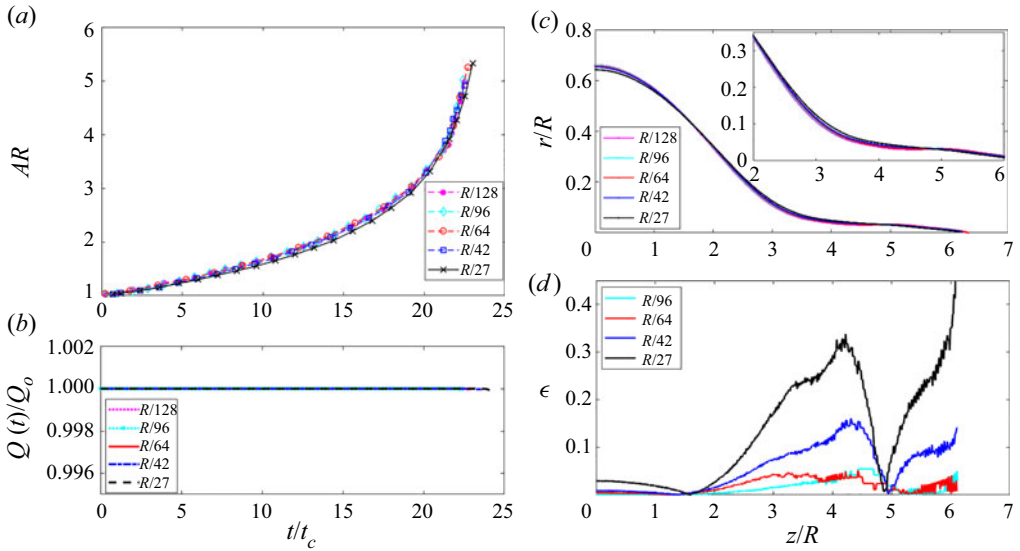 (a)
6
5
4
3
2
1
AR
0 5 10 15 20 25
R/128
R/96
R/64
R/42
R/27
(b)
1.002
1.000
0.998
0.996
Q (t)/Qo
R/128
R/96
R/64
R/42
R/27
0 5 10 15 20 25
t/tc
(c)
0.8
0.6
0.4
0.2
r/R
R/128
R/96
R/64
R/42
R/27
0.3
0.2
0.1
0
2 3 4 5 6
0 1 2 3 4 5 6 7
(d)
0.4
0.3
0.2
0.1
ϵ
R/96
R/64
R/42
R/27
0 1 2 3 4 5 6 7
z/R